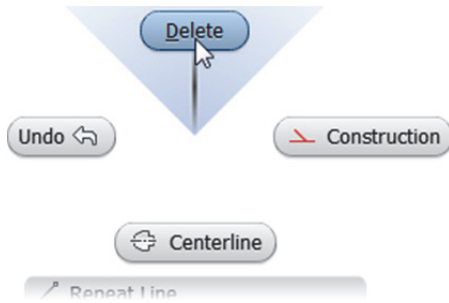 Delete
Undo
Construction
Centerline
Repeat Line